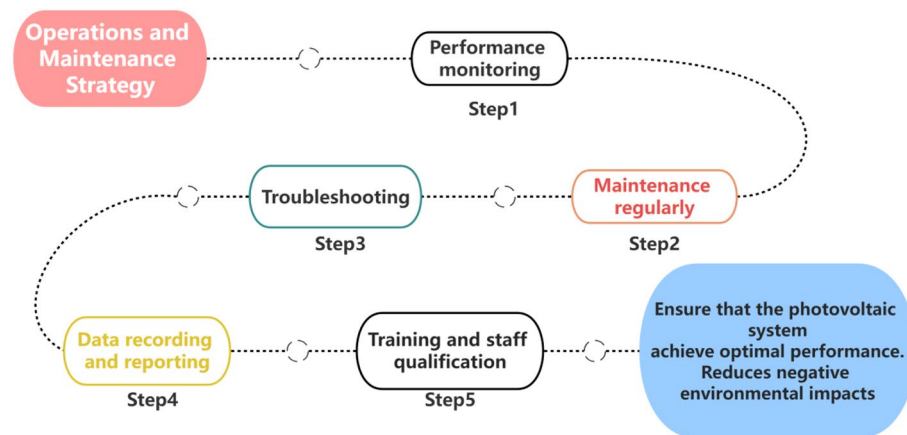 Operations and
Maintenance
Strategy
Performance
monitoring
Step1
Maintenance
regularly
Step2
Troubleshooting
Step3
Data recording
and reporting
Step4
Training and staff
qualification
Step5
Ensure that the photovoltaic
system
achieve optimal performance.
Reduces negative
environmental impacts